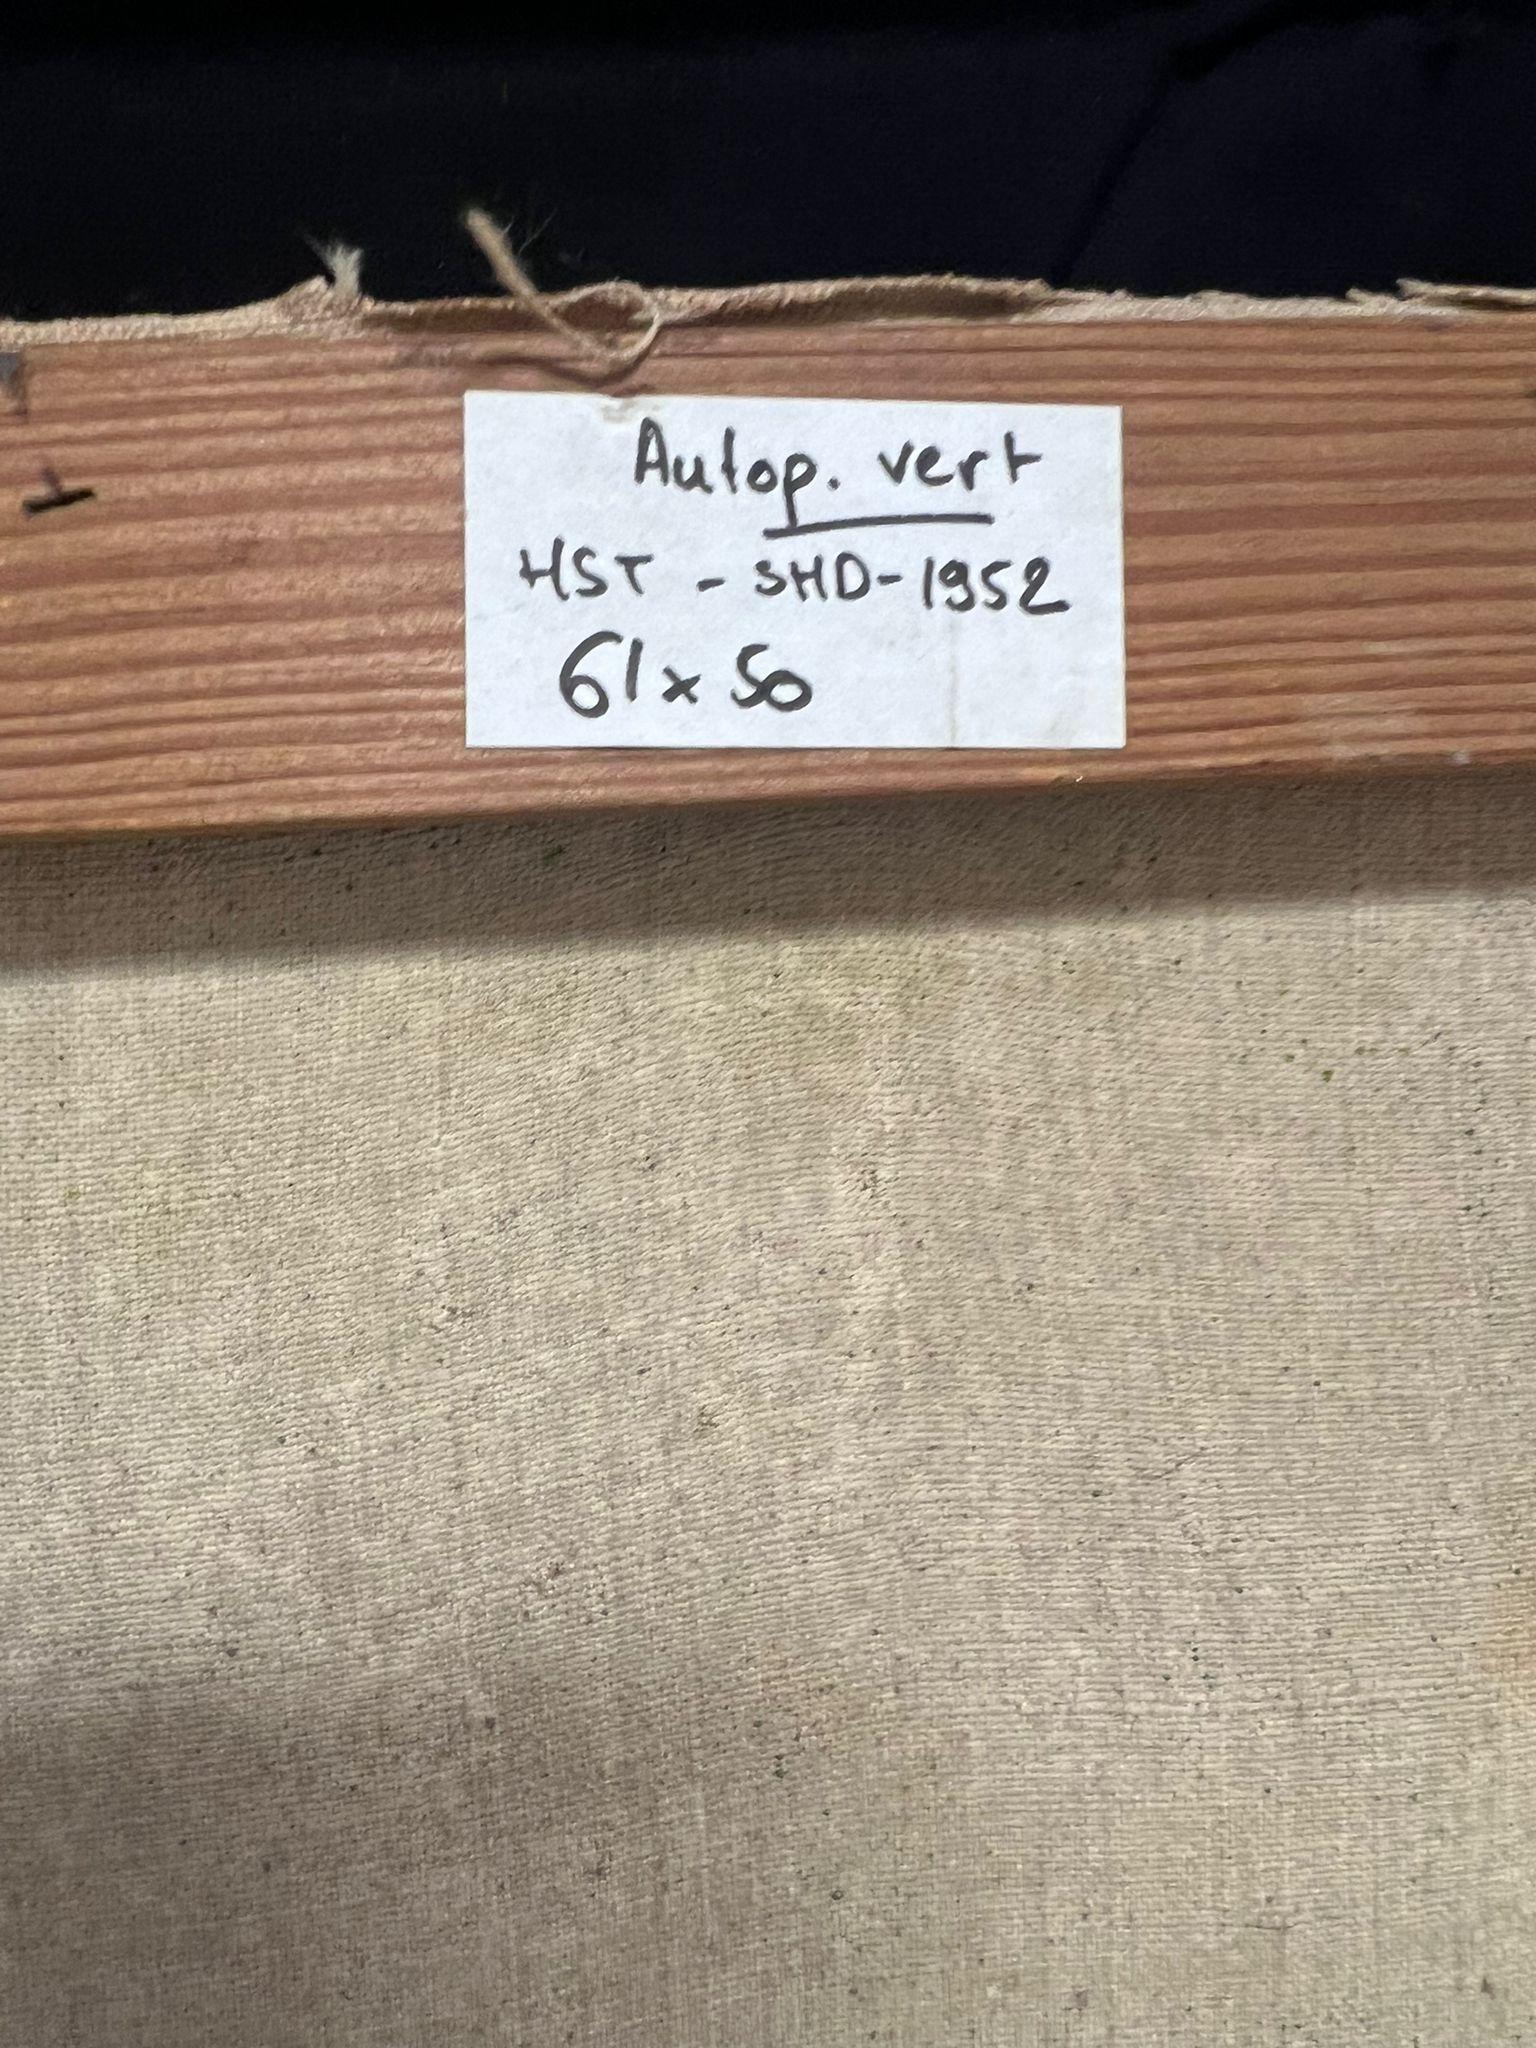 Autop. vert
HST - SHD - 1952
61 x 50